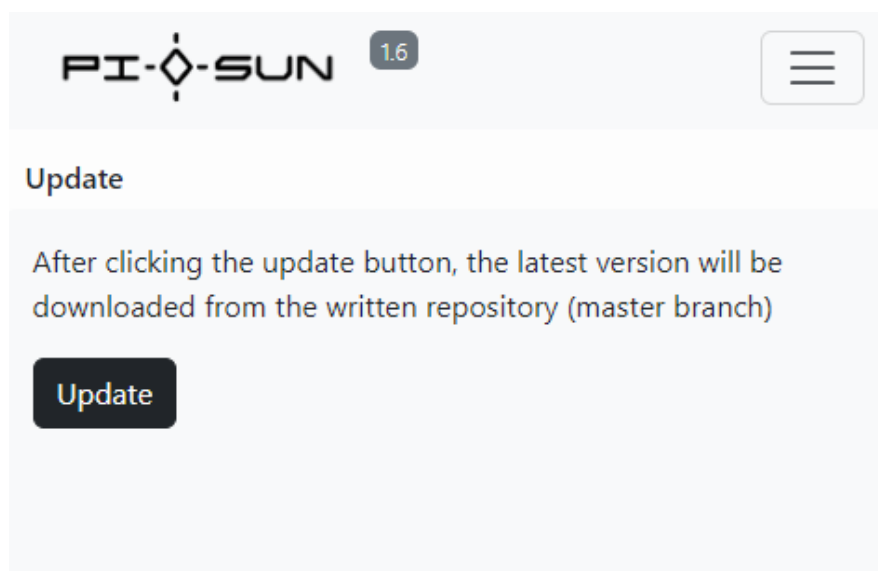 PI-O-SUN 1.6
Update
After clicking the update button, the latest version will be
downloaded from the written repository (master branch)
Update